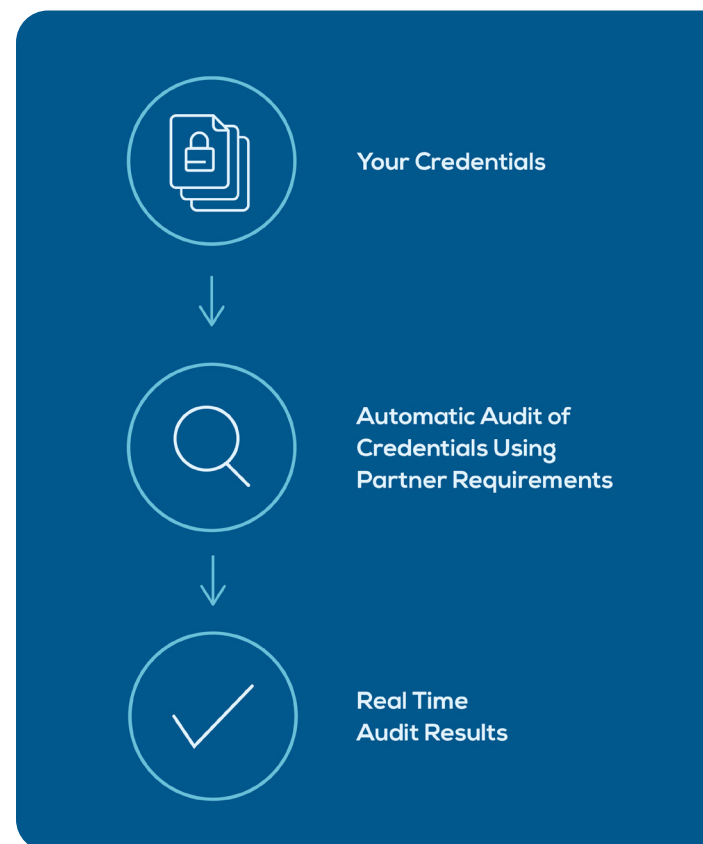 Your Credentials
Automatic Audit of
Credentials Using
Partner Requirements
Real Time
Audit Results